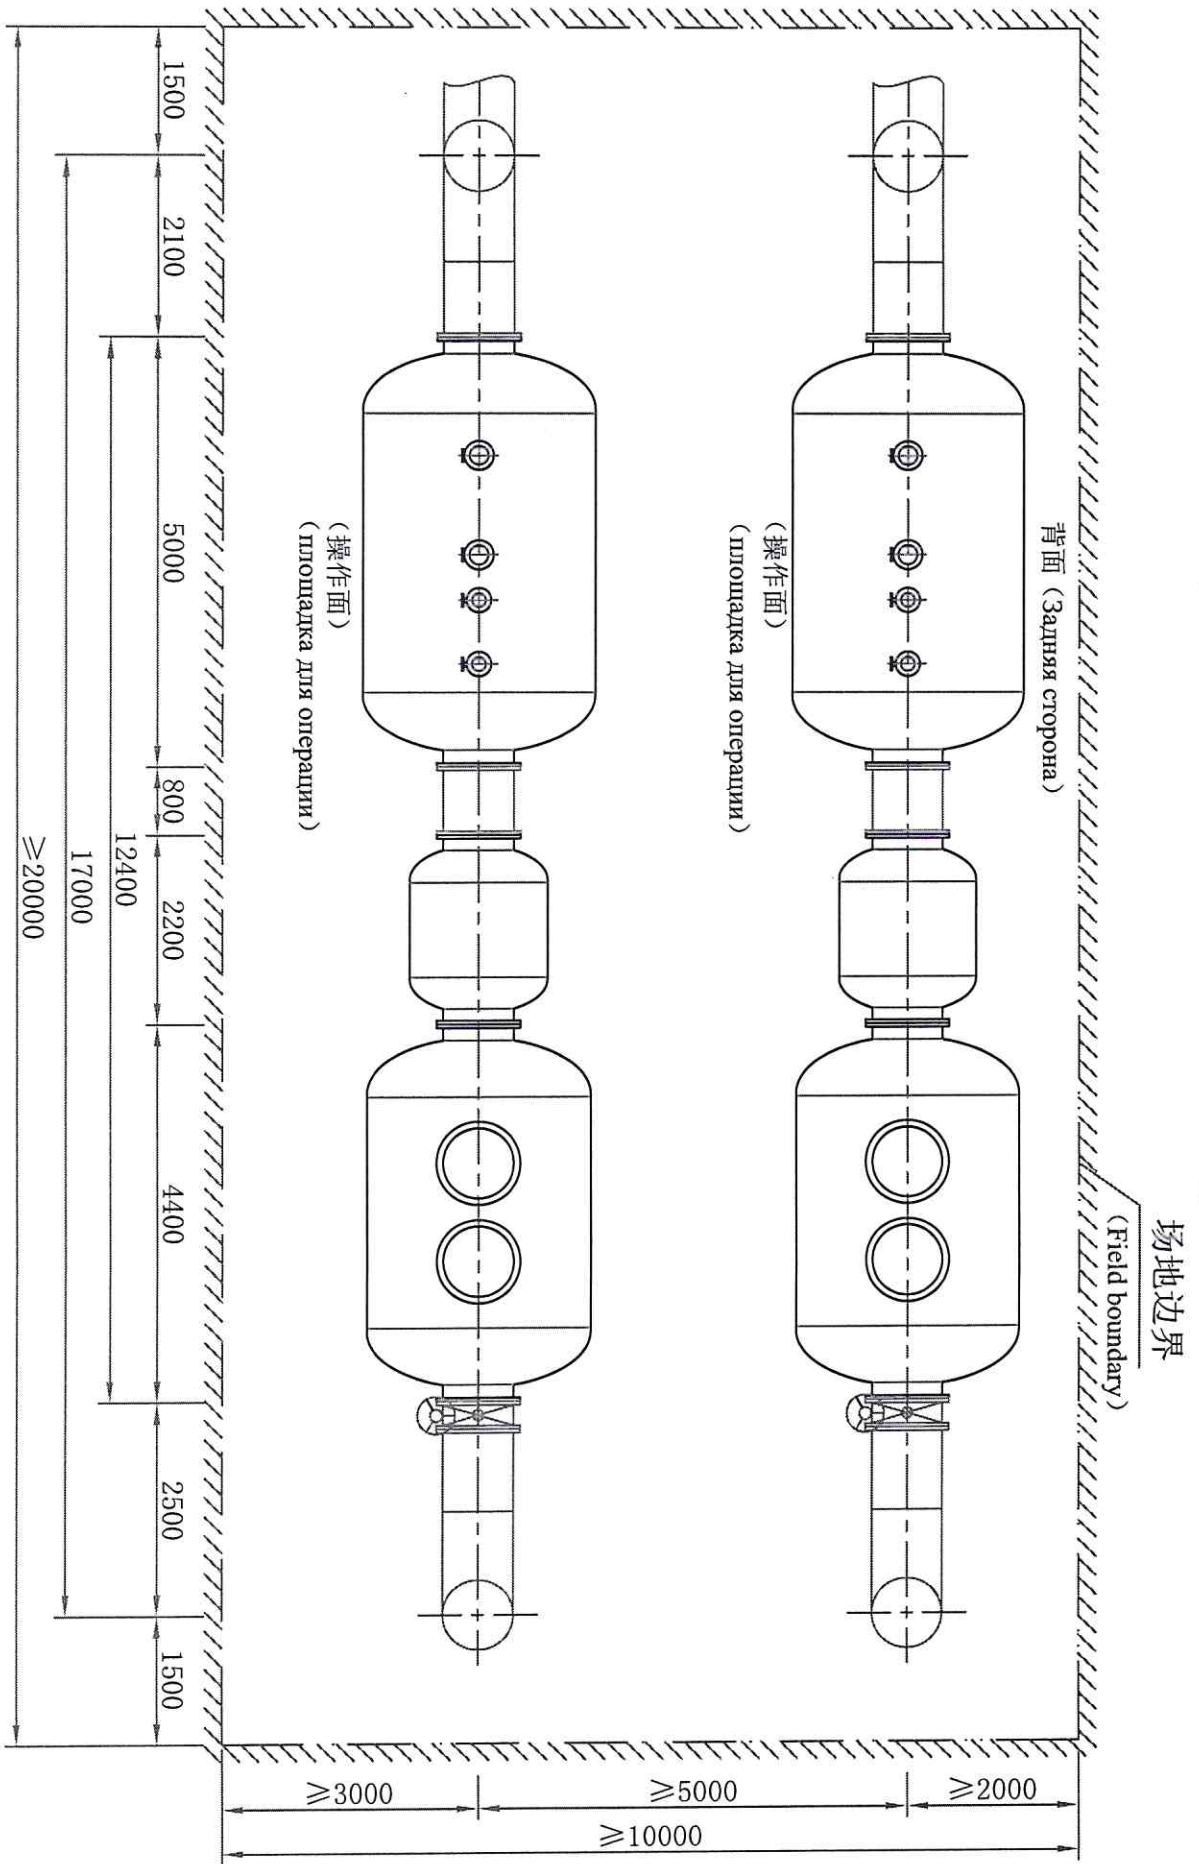 场地边界
(Field boundary)
背面 (Задняя сторона)
(操作面)
(площадка для операции)
(操作面)
(площадка для операции)
1500
2100
5000
800
2200
4400
2500
1500
12400
17000
≥20000
≥2000
≥5000
≥3000
≥10000